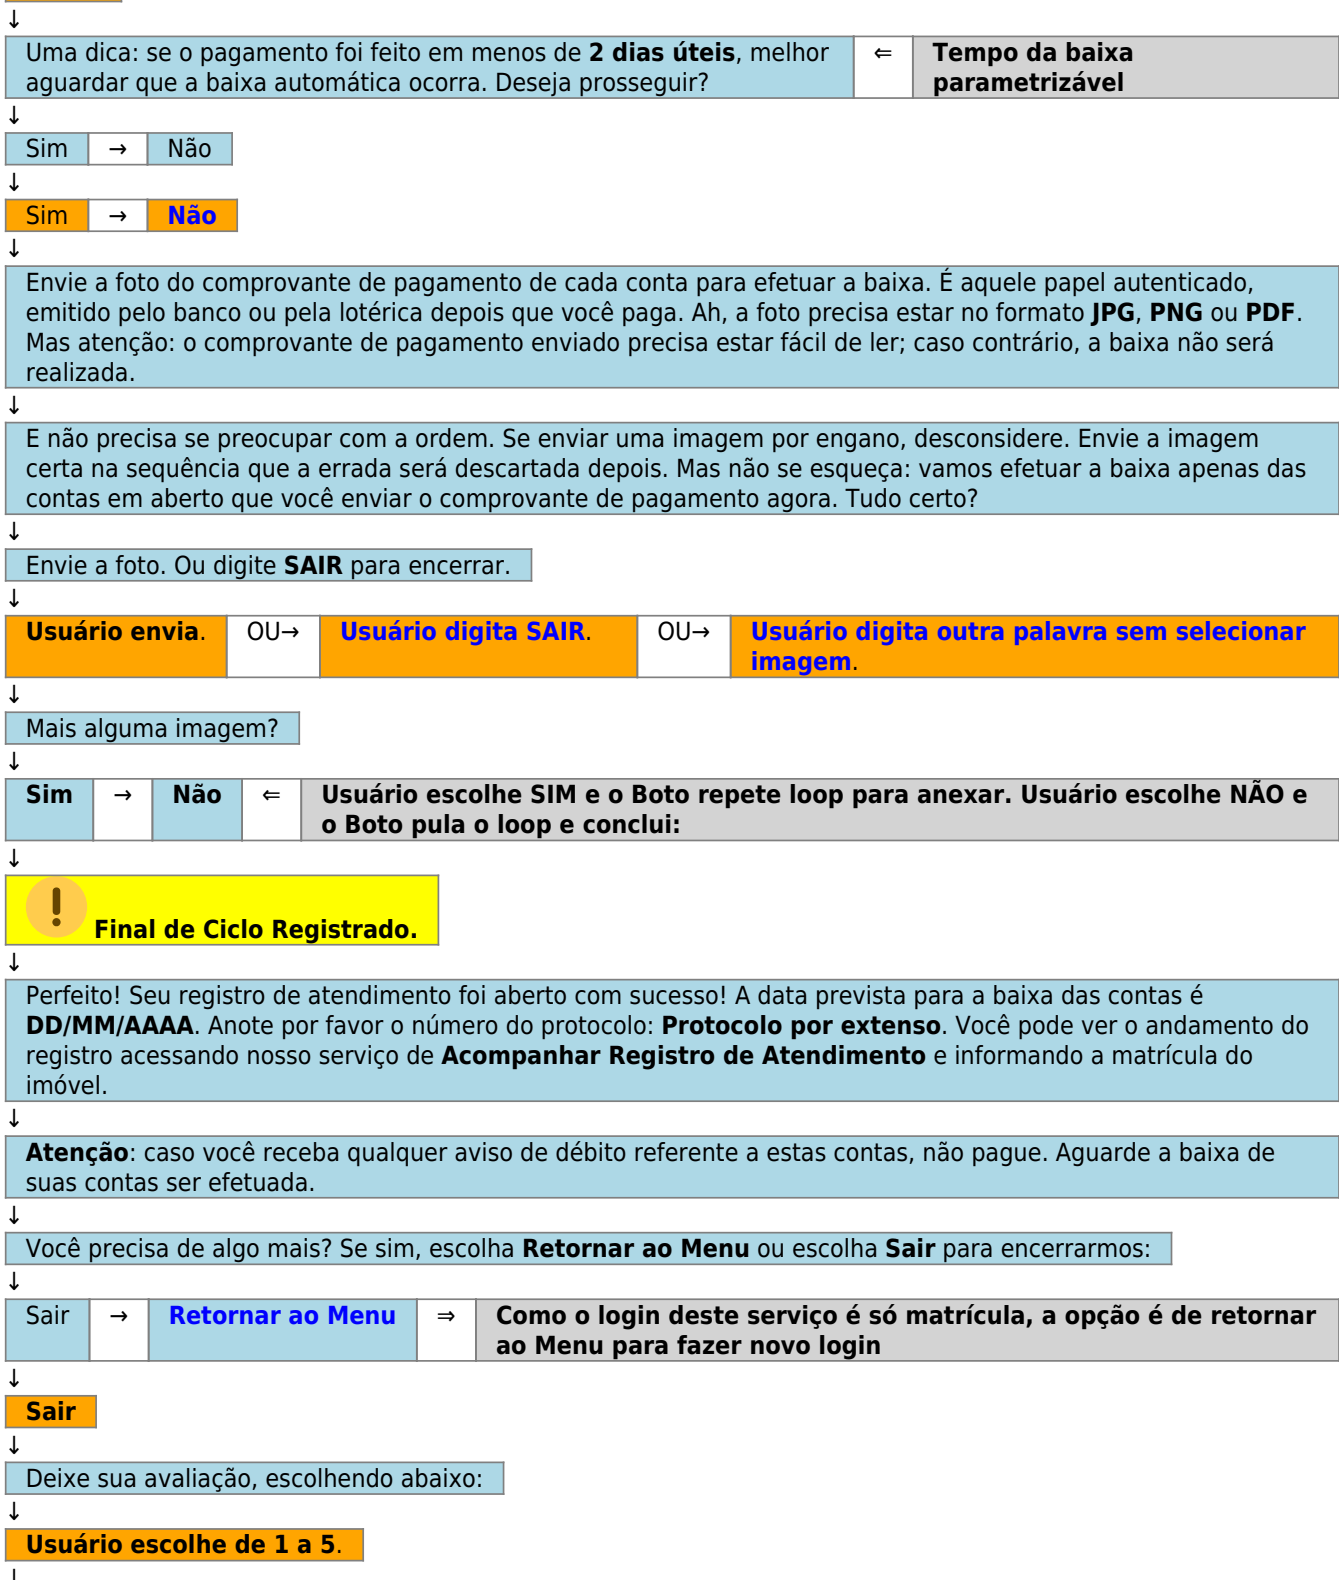 ↓
Uma dica: se o pagamento foi feito em menos de 2 dias úteis, melhor ⇐ Tempo da baixa
aguardar que a baixa automática ocorra. Deseja prosseguir? parametrizável
↓
Sim → Não
↓
Sim → Não
↓
Envie a foto do comprovante de pagamento de cada conta para efetuar a baixa. É aquele papel autenticado,
emitido pelo banco ou pela lotérica depois que você paga. Ah, a foto precisa estar no formato JPG, PNG ou PDF.
Mas atenção: o comprovante de pagamento enviado precisa estar fácil de ler; caso contrário, a baixa não será
realizada.
↓
E não precisa se preocupar com a ordem. Se enviar uma imagem por engano, desconsidere. Envie a imagem
certa na sequência que a errada será descartada depois. Mas não se esqueça: vamos efetuar a baixa apenas das
contas em aberto que você enviar o comprovante de pagamento agora. Tudo certo?
↓
Envie a foto. Ou digite SAIR para encerrar.
↓
Usuário envia. OU→ Usuário digita SAIR. OU→ Usuário digita outra palavra sem selecionar
imagem.
↓
Mais alguma imagem?
↓
Sim → Não ⇐ Usuário escolhe SIM e o Boto repete loop para anexar. Usuário escolhe NÃO e
o Boto pula o loop e conclui:
↓
Final de Ciclo Registrado.
↓
Perfeito! Seu registro de atendimento foi aberto com sucesso! A data prevista para a baixa das contas é
DD/MM/AAAA. Anote por favor o número do protocolo: Protocolo por extenso. Você pode ver o andamento do
registro acessando nosso serviço de Acompanhar Registro de Atendimento e informando a matrícula do
imóvel.
↓
Atenção: caso você receba qualquer aviso de débito referente a estas contas, não pague. Aguarde a baixa de
suas contas ser efetuada.
↓
Você precisa de algo mais? Se sim, escolha Retornar ao Menu ou escolha Sair para encerrarmos:
↓
Sair → Retornar ao Menu ⇒ Como o login deste serviço é só matrícula, a opção é de retornar
ao Menu para fazer novo login
↓
Sair
↓
Deixe sua avaliação, escolhendo abaixo:
↓
Usuário escolhe de 1 a 5.
↓